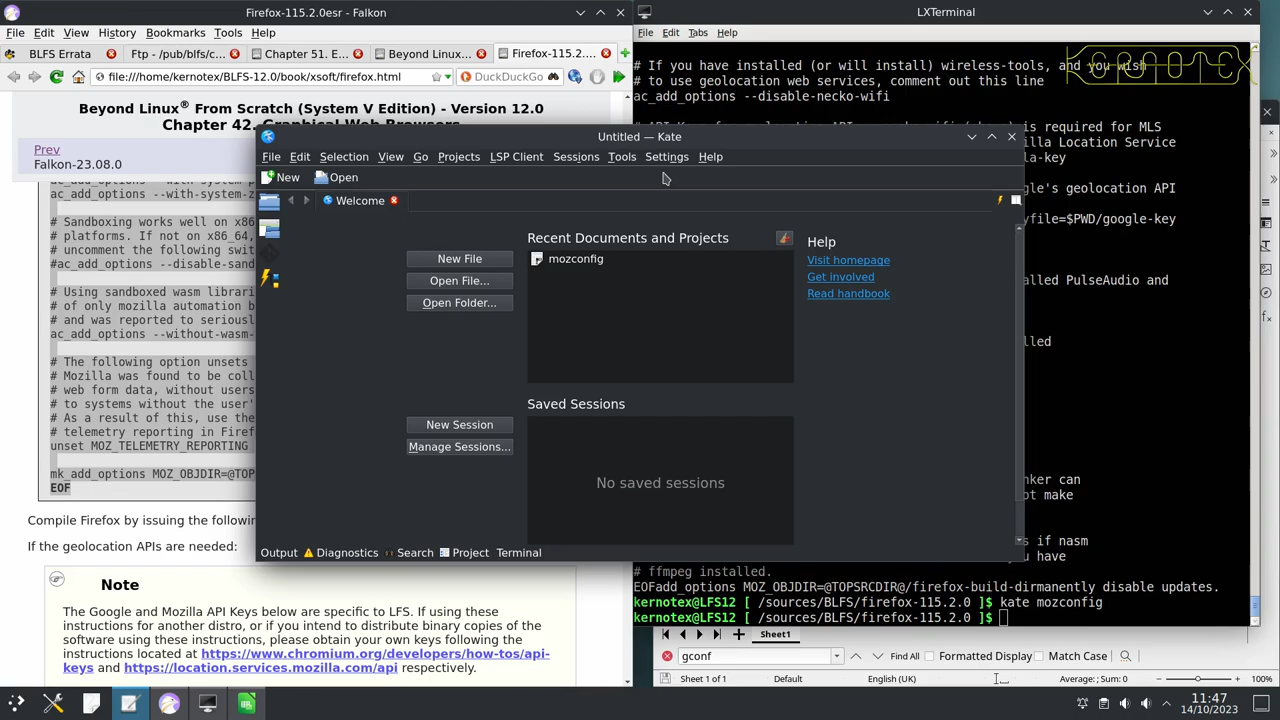 Firefox-115.2.0esr - Falkon
File Edit View History Bookmarks Tools Help
BLFS Errata
Ftp - /pub/blfs/c...
Chapter 51. E...
Beyond Linux...
Firefox-115.2....
file:///home/kernotex/BLFS-12.0/book/xsoft/firefox.html
DuckDuckGo
Beyond Linux® From Scratch (System V Edition) - Version 12.0
Chapter 42. Graphical Web Browsers
Prev
Falkon-23.08.0
ac_add_options --with-system-p
ac_add_options --with-system-z
# Sandboxing works well on x86
# platforms. If not on x86_64,
# uncomment the following swit
#ac_add_options --disable-sand
# Using sandbored wasm librari
# of only mozilla automation b
# and was reported to seriousl
ac_add_options --without-wasm-
# The following option unsets
# Mozilla was found to be coll
# web form data, without users
# to systems without the user'
# As a result of this, use the
# telemetry reporting in Firef
unset MOZ_TELEMETRY_REPORTING
mk_add_options MOZ_OBJDIR=@TOP
EOF
Compile Firefox by issuing the followi
If the geolocation APIs are needed:
Note
The Google and Mozilla API Keys below are specific to LFS. If using these
instructions for another distro, or if you intend to distribute binary copies of the
software using these instructions, please obtain your own keys following the
instructions located at https://www.chromium.org/developers/how-tos/api-
keys and https://location.services.mozilla.com/api respectively.
Untitled — Kate
File Edit Selection View Go Projects LSP Client Sessions Tools Settings Help
New Open
Welcome
New File
Open File...
Open Folder...
Recent Documents and Projects
mozconfig
Help
Visit homepage
Get involved
Read handbook
Saved Sessions
New Session
Manage Sessions...
No saved sessions
Output Diagnostics Search Project Terminal
LXTerminal
File Edit Tabs Help
KERNOTEX
# If you have installed (or will install) wireless-tools, and you wish
# to use geolocation web services, comment out this line
ac_add_options --disable-necko-wifi
is required for MLS
illa Location Service
la-key
le's geolocation API
yfile=$PWD/google-key
alled PulseAudio and
lled
nker can
ot make
s if nasm
you have
# ffmpeg installed.
EOFadd_options MOZ_OBJDIR=@TOPSRCDIR@/firefox-build-dirmanently disable updates.
kernotex@LFS12 [ /sources/BLFS/firefox-115.2.0 ]$ kate mozconfig
kernotex@LFS12 [ /sources/BLFS/firefox-115.2.0 ]$
Sheet1
gconf
Find All
Formatted Display
Match Case
Sheet 1 of 1
Default
English (UK)
Average: ; Sum: 0
100%
11:47
14/10/2023